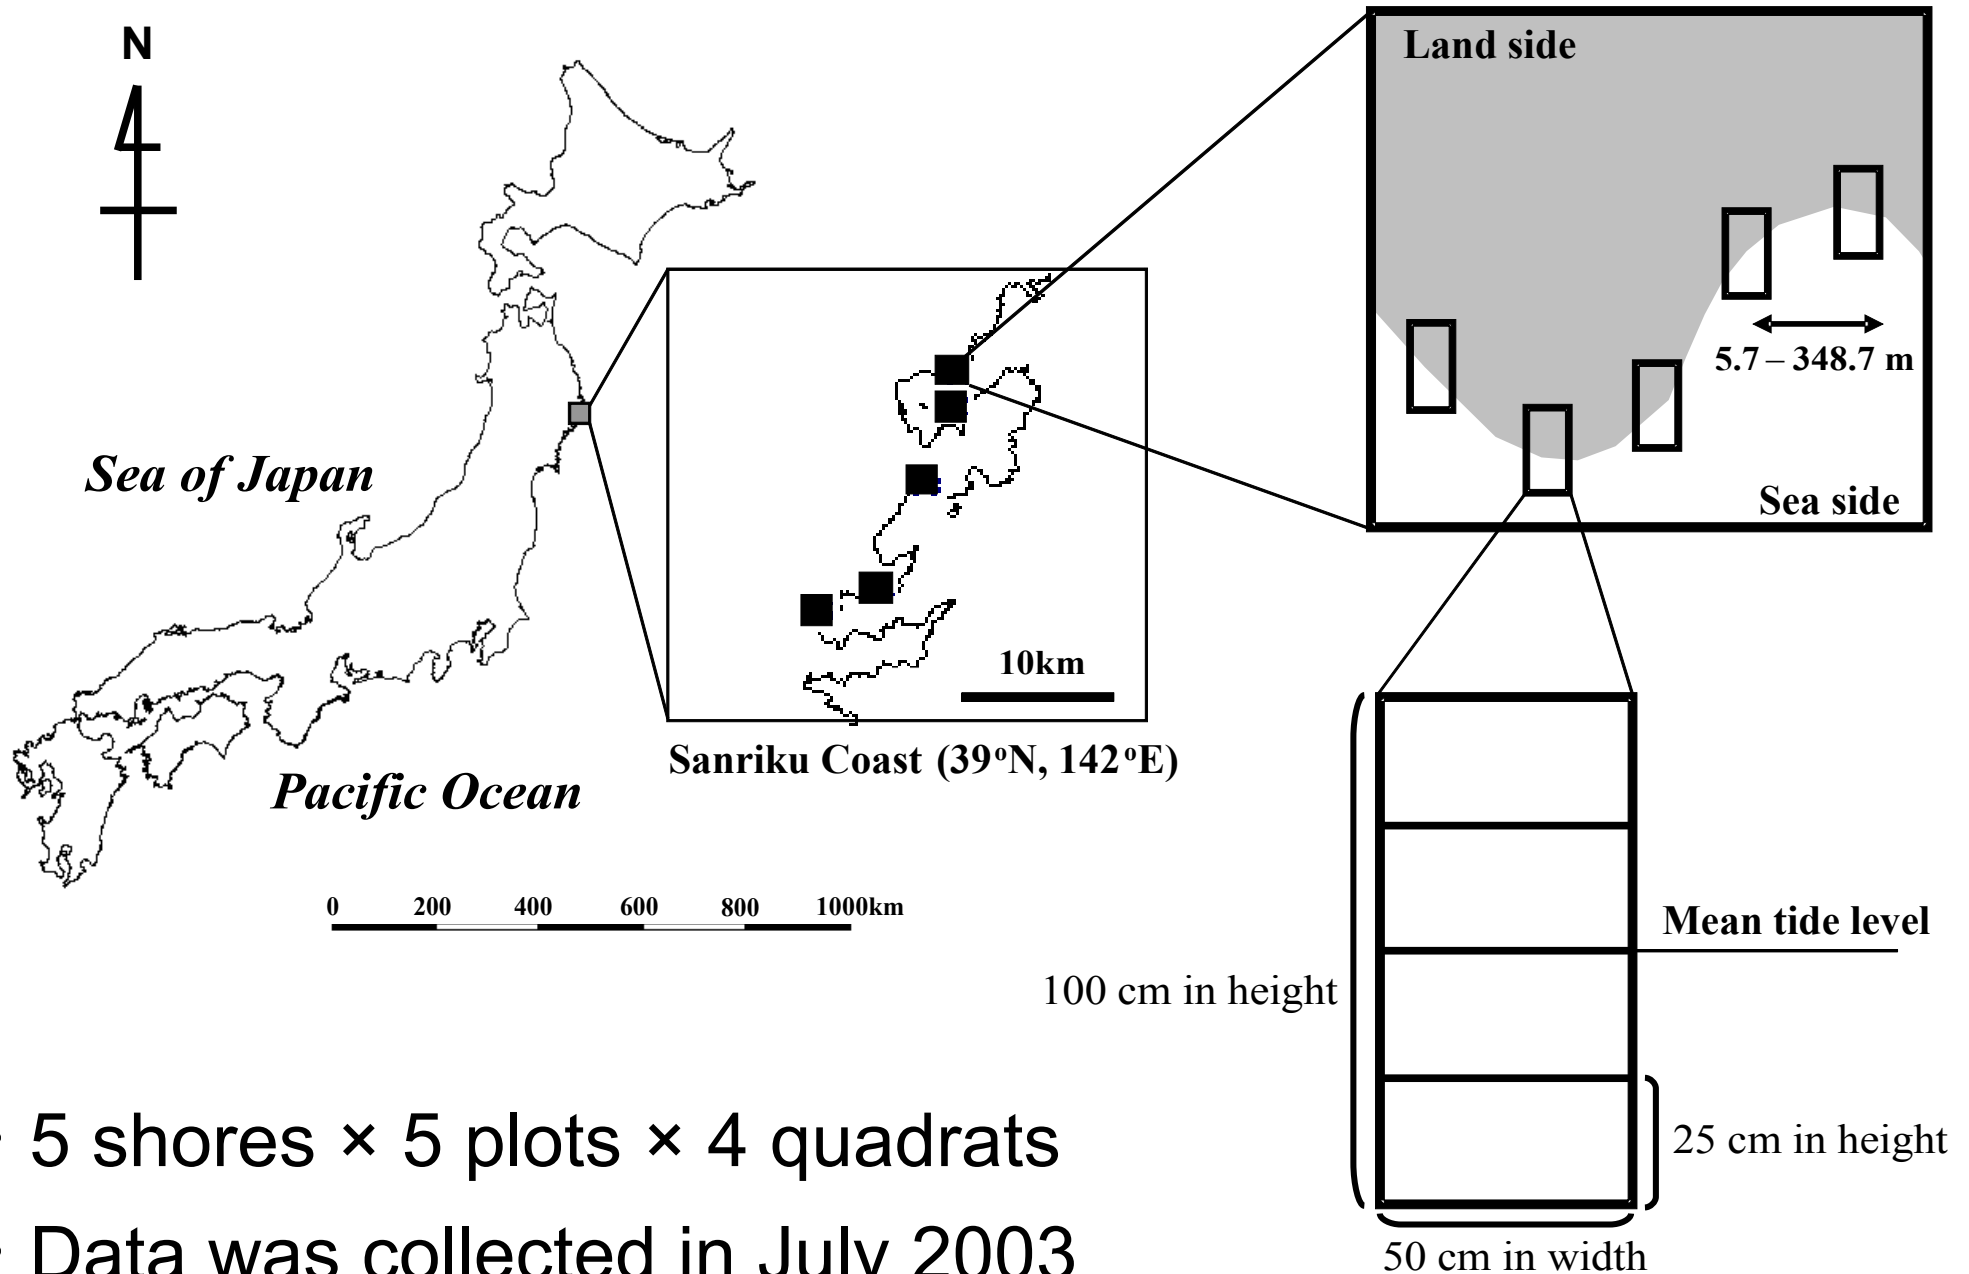 N
Land side
5.7 – 348.7 m
Sea of Japan
Sea side
10km
Sanriku Coast (39°N, 142°E)
Pacific Ocean
0 200 400 600 800 1000km
Mean tide level
100 cm in height
5 shores × 5 plots × 4 quadrats
25 cm in height
Data was collected in July 2003
50 cm in width